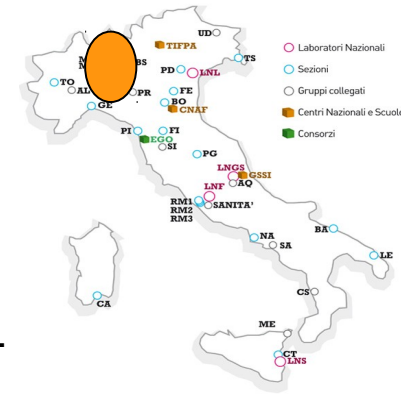 UD
TIFPA
BS
TS
PD
LNL
TO
AL
PR
FE
BO
CNAF
GE
PI
FI
EGO
SI
PG
LNGS
GSSI
AQ
LNF
RM1
RM2
RM3
SANITA'
BA
NA
SA
LE
CS
CA
ME
CT
LNS
Laboratori Nazionali
Sezioni
Gruppi collegati
Centri Nazionali e Scuole
Consorzi